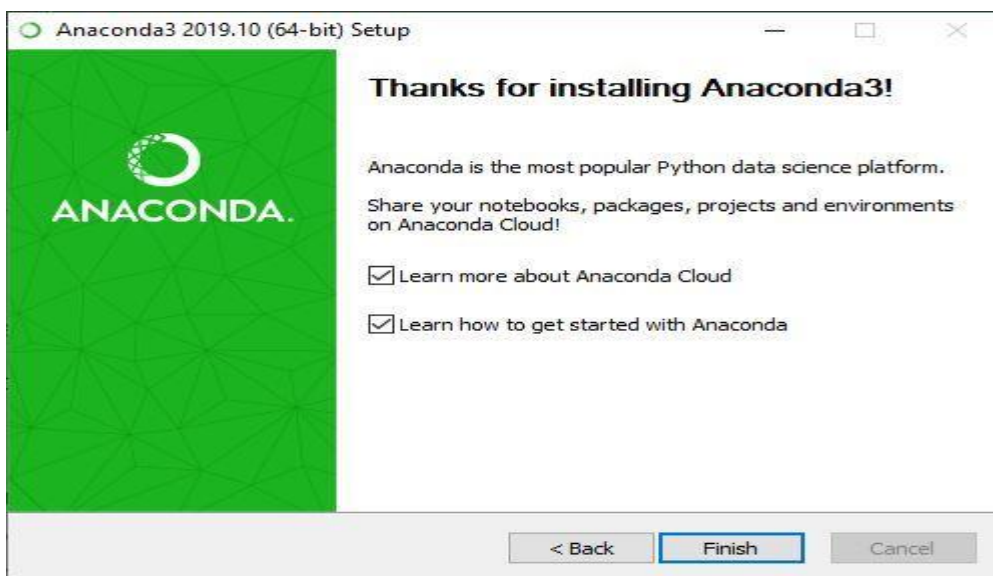 Anaconda3 2019.10 (64-bit) Setup
Thanks for installing Anaconda3!
ANACONDA.
Anaconda is the most popular Python data science platform.
Share your notebooks, packages, projects and environments
on Anaconda Cloud!
Learn more about Anaconda Cloud
Learn how to get started with Anaconda
< Back Finish Cancel